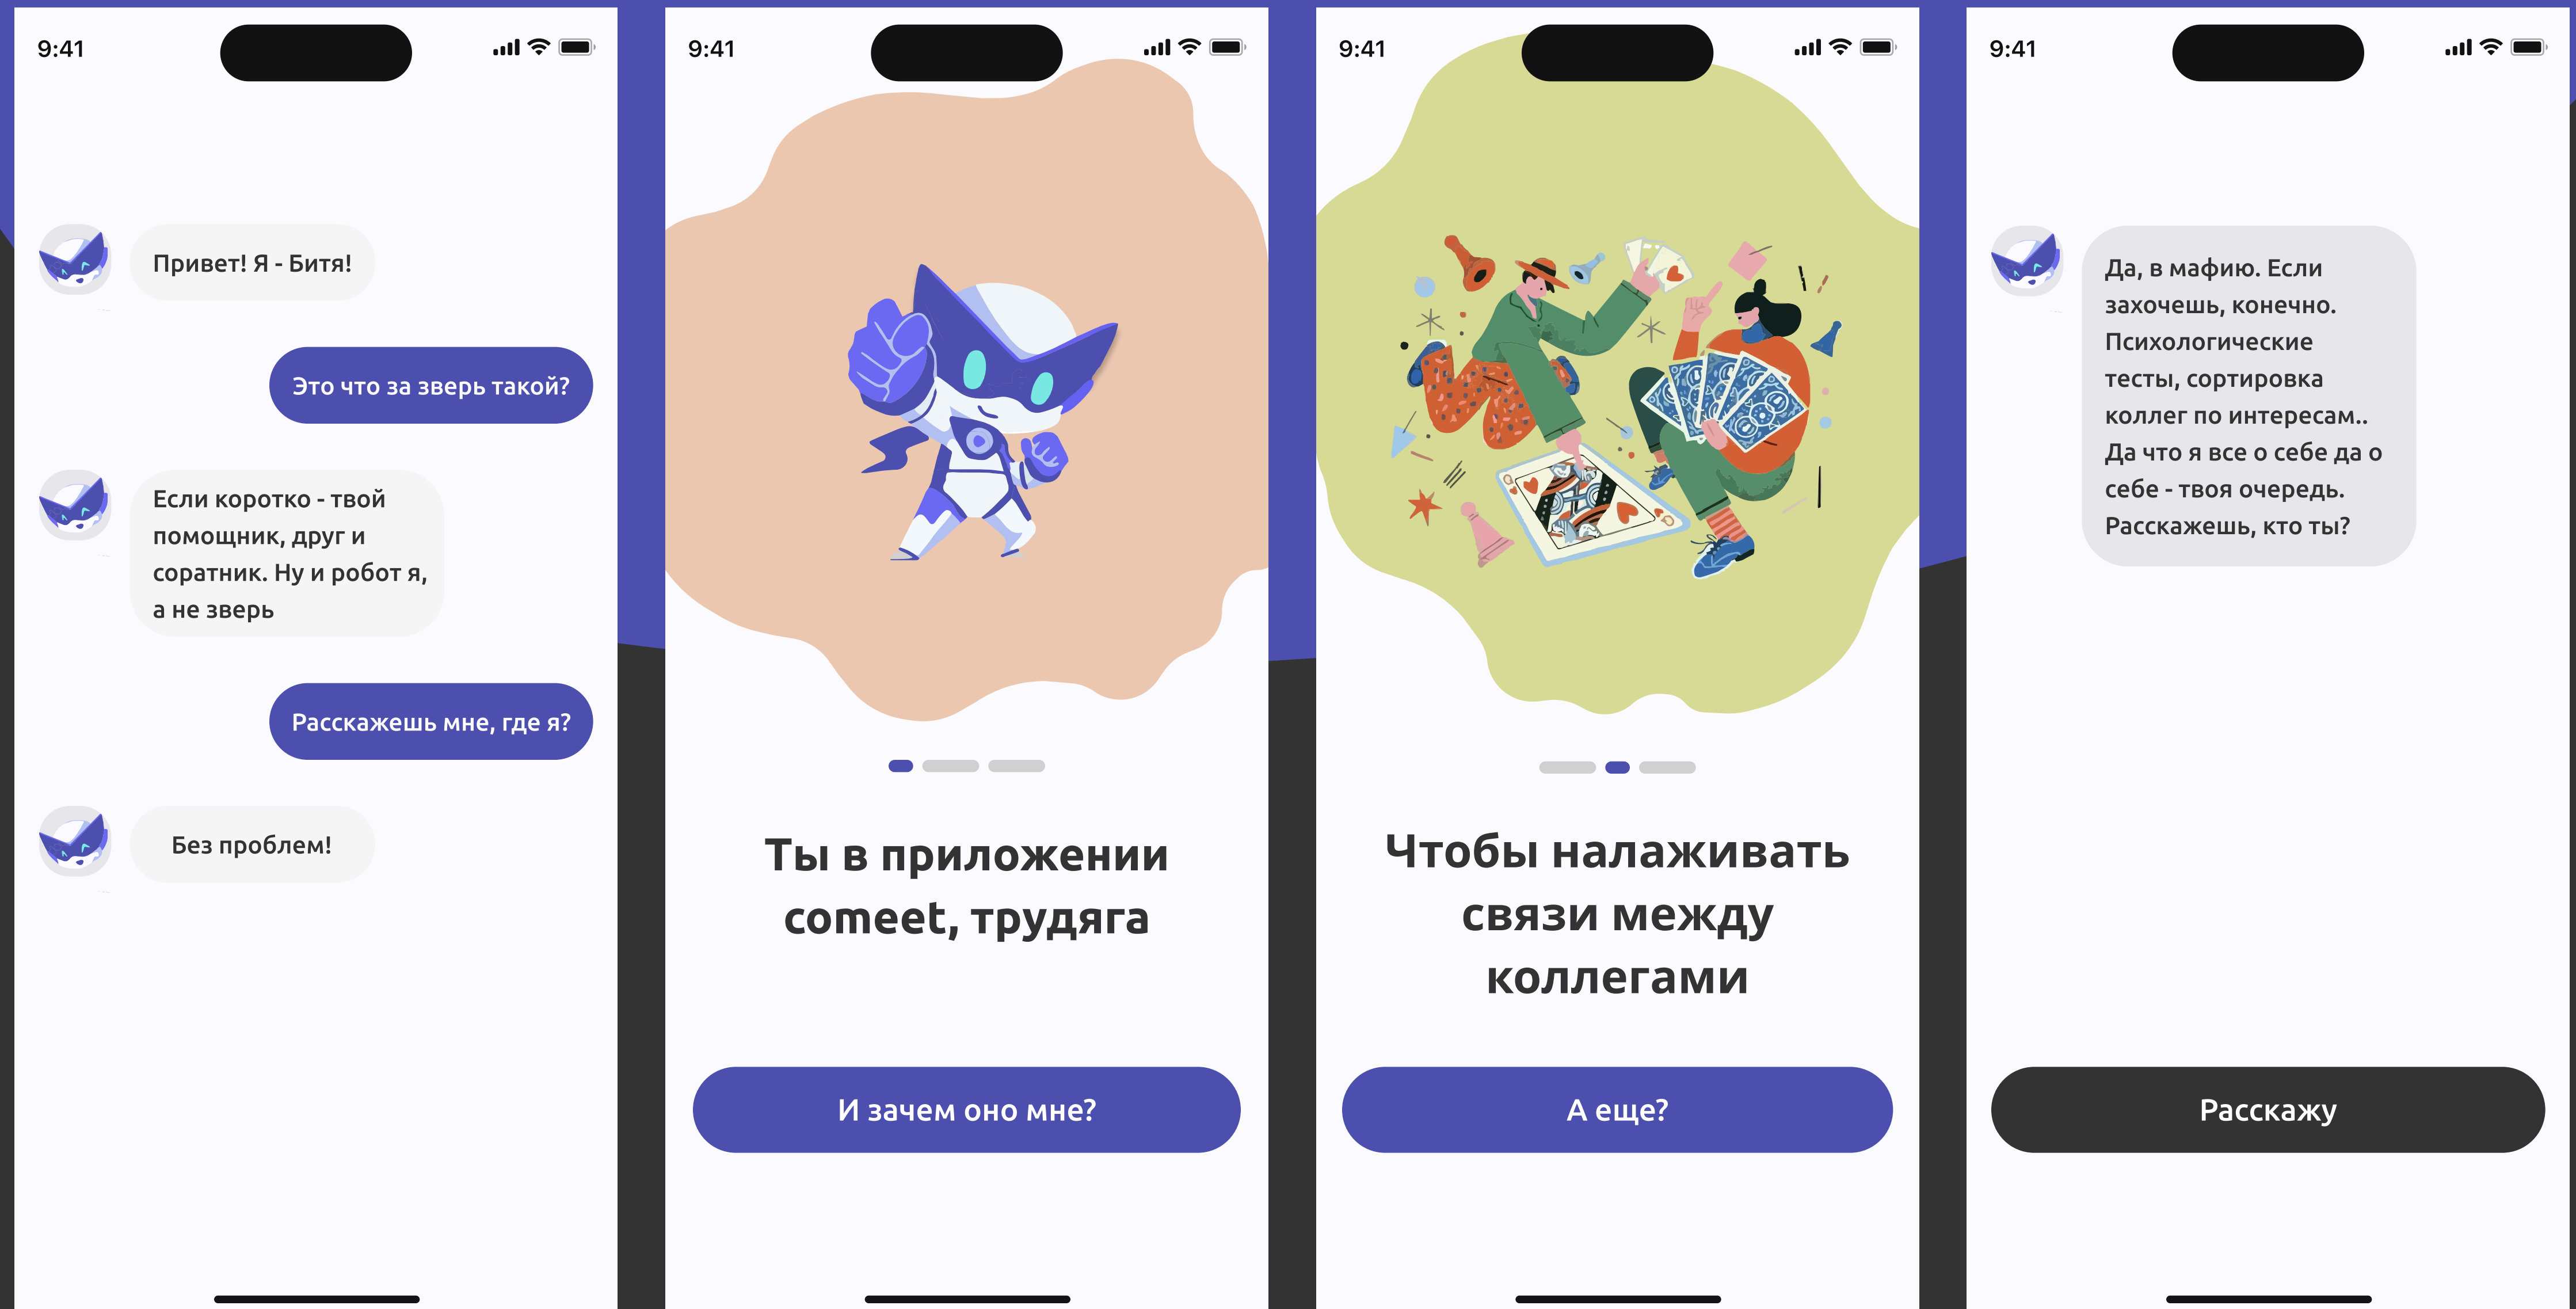 9:41
Привет! Я - Битя!
Это что за зверь такой?
Если коротко - твой
помощник, друг и
соратник. Ну и робот я,
а не зверь
Расскажешь мне, где я?
Без проблем!
9:41
Ты в приложении
comeet, трудяга
И зачем оно мне?
9:41
Чтобы налаживать
связи между
коллегами
А еще?
9:41
Да, в мафию. Если
захочешь, конечно.
Психологические
тесты, сортировка
коллег по интересам..
Да что я все о себе да о
себе - твоя очередь.
Расскажешь, кто ты?
Расскажу